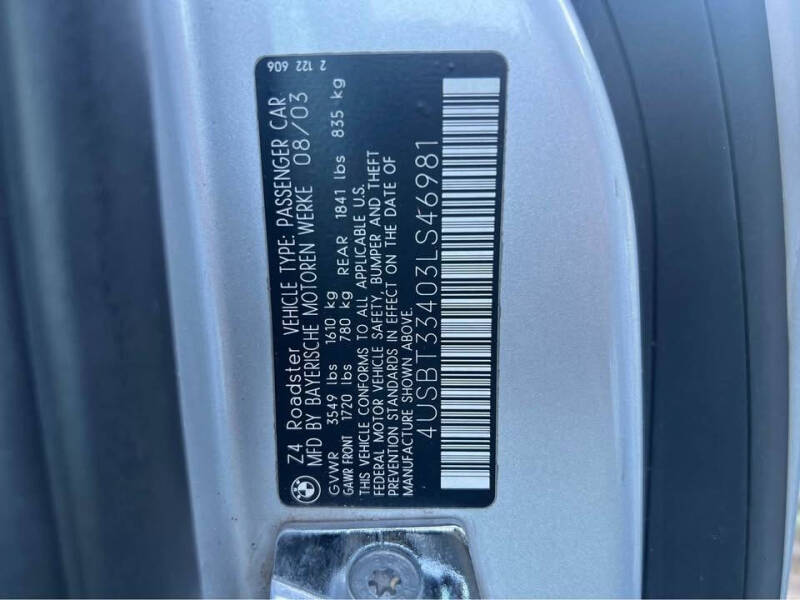 2 122 606
Z4 Roadster VEHICLE TYPE: PASSENGER CAR
MFD BY BAYERISCHE MOTOREN WERKE 08/03
GVWR 3549 lbs 1610 kg
GAWR FRONT 1720 lbs 780 kg REAR 1841 lbs 835 kg
THIS VEHICLE CONFORMS TO ALL APPLICABLE U.S.
FEDERAL MOTOR VEHICLE SAFETY, BUMPER AND THEFT
PREVENTION STANDARDS IN EFFECT ON THE DATE OF
MANUFACTURE SHOWN ABOVE.
4USBT33403LS46981